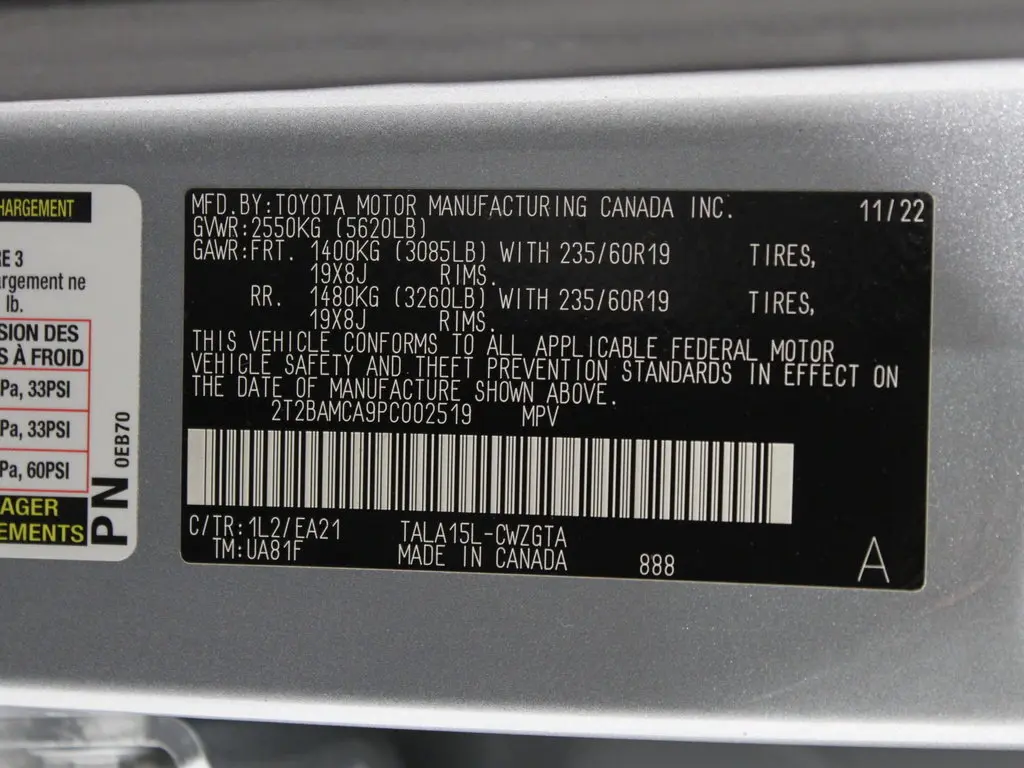 HARGEMENT
RE 3
argement ne
lb.
SION DES
S À FROID
Pa, 33PSI
Pa, 33PSI
Pa, 60PSI
AGER
EMENTS
PN 0EB70
MFD.BY:TOYOTA MOTOR MANUFACTURING CANADA INC. 11/22
GVWR:2550KG (5620LB)
GAWR:FRT. 1400KG (3085LB) WITH 235/60R19 TIRES,
19X8J RIMS.
RR. 1480KG (3260LB) WITH 235/60R19 TIRES,
19X8J RIMS.
THIS VEHICLE CONFORMS TO ALL APPLICABLE FEDERAL MOTOR
VEHICLE SAFETY AND THEFT PREVENTION STANDARDS IN EFFECT ON
THE DATE OF MANUFACTURE SHOWN ABOVE.
2T2BAMCA9PC002519 MPV
C/TR:1L2/EA21 TALA15L-CWZGTA
TM:UA81F MADE IN CANADA 888 A